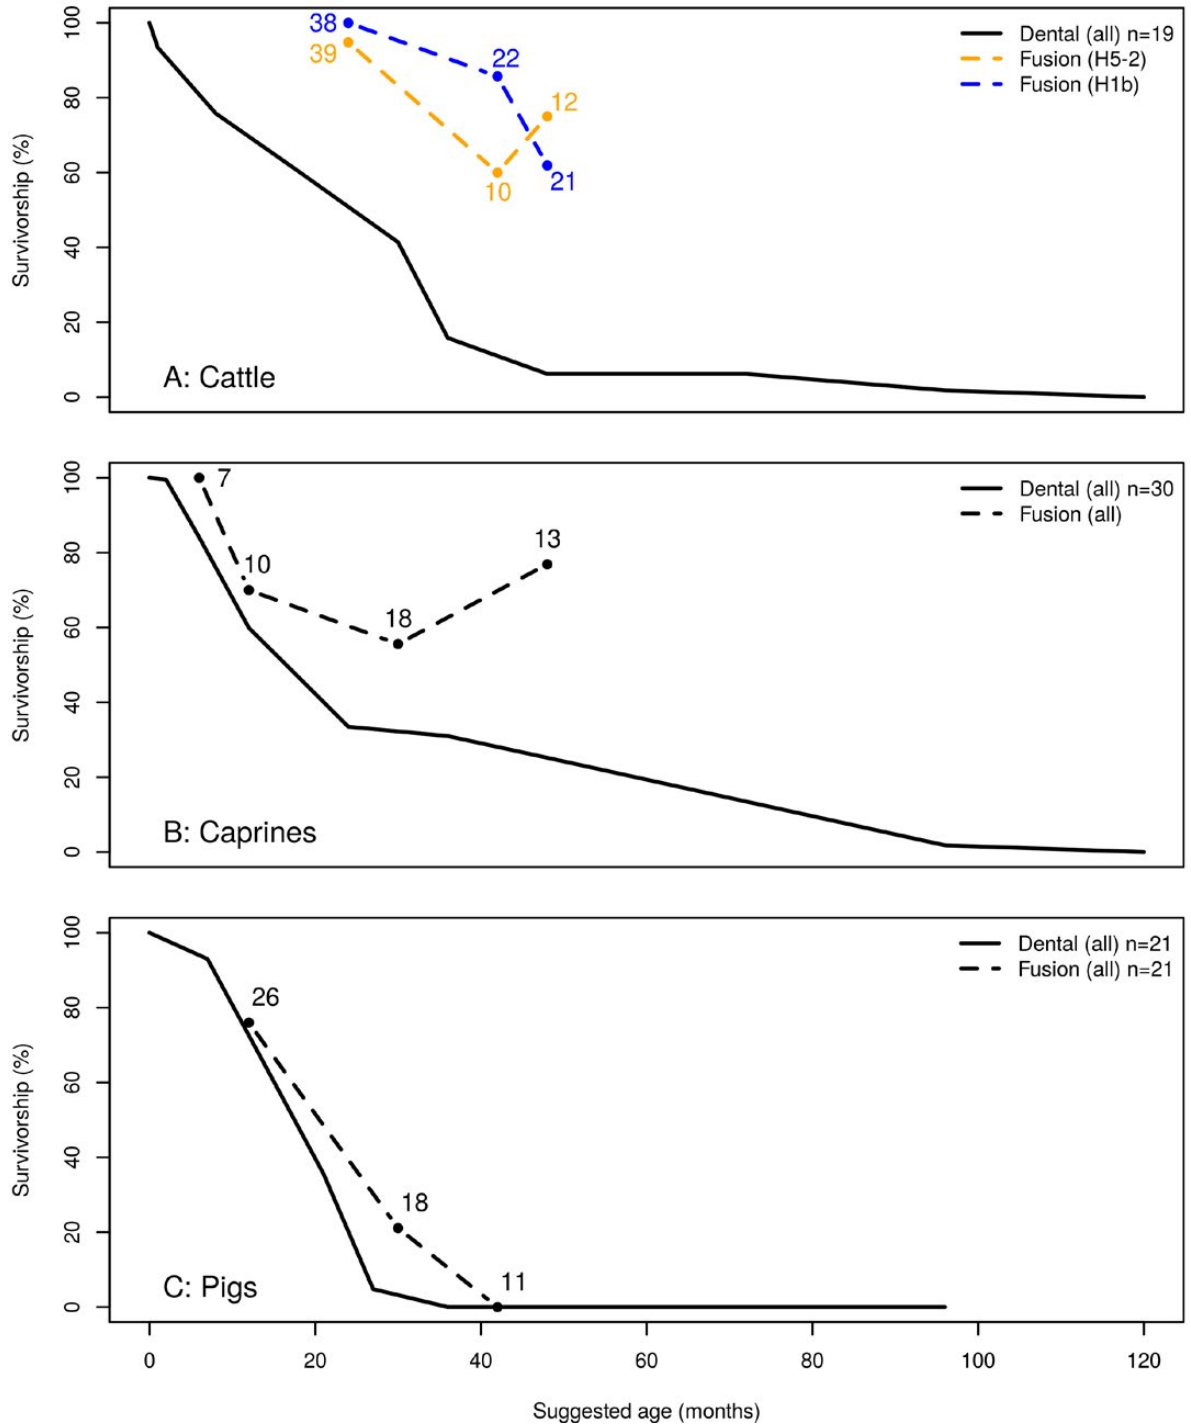 Survivorship (%)
100
80
60
40
20
0
38
39
22
12
10
21
Dental (all) n=19
Fusion (H5-2)
Fusion (H1b)
A: Cattle
Survivorship (%)
100
80
60
40
20
0
7
10
18
13
Dental (all) n=30
Fusion (all)
B: Caprines
Survivorship (%)
100
80
60
40
20
0
26
18
11
Dental (all) n=21
Fusion (all) n=21
C: Pigs
0 20 40 60 80 100 120
Suggested age (months)